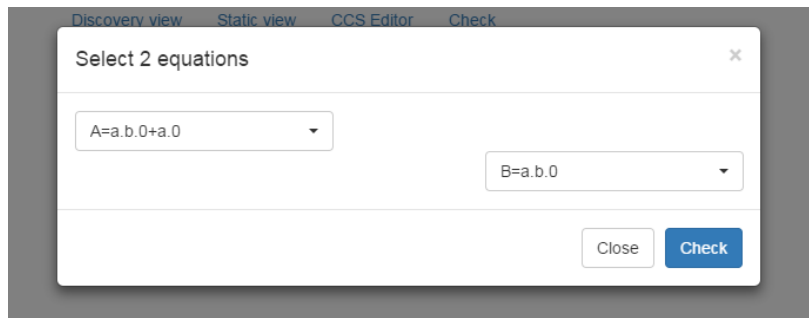 Discovery view Static view CCS Editor Check
Select 2 equations ×
A=a.b.0+a.0
B=a.b.0
Close Check